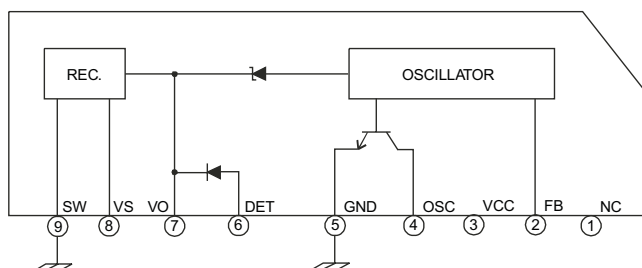 REC.
OSCILLATOR
SW VS VO DET GND OSC VCC FB NC
9 8 7 6 5 4 3 2 1